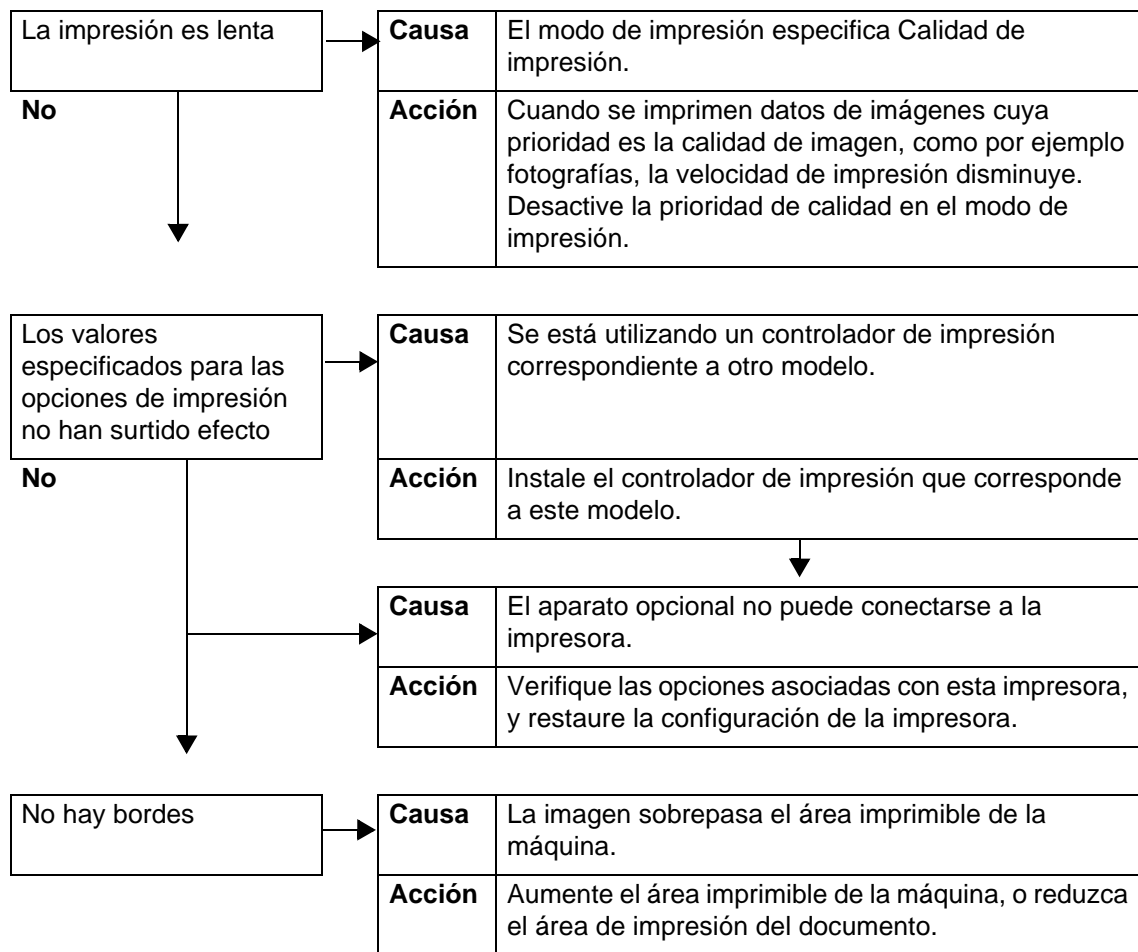 La impresión es lenta
Causa
El modo de impresión especifica Calidad de
impresión.
No
Acción
Cuando se imprimen datos de imágenes cuya
prioridad es la calidad de imagen, como por ejemplo
fotografías, la velocidad de impresión disminuye.
Desactive la prioridad de calidad en el modo de
impresión.
Los valores
especificados para las
opciones de impresión
no han surtido efecto
Causa
Se está utilizando un controlador de impresión
correspondiente a otro modelo.
No
Acción
Instale el controlador de impresión que corresponde
a este modelo.
Causa
El aparato opcional no puede conectarse a la
impresora.
Acción
Verifique las opciones asociadas con esta impresora,
y restaure la configuración de la impresora.
No hay bordes
Causa
La imagen sobrepasa el área imprimible de la
máquina.
Acción
Aumente el área imprimible de la máquina, o reduzca
el área de impresión del documento.